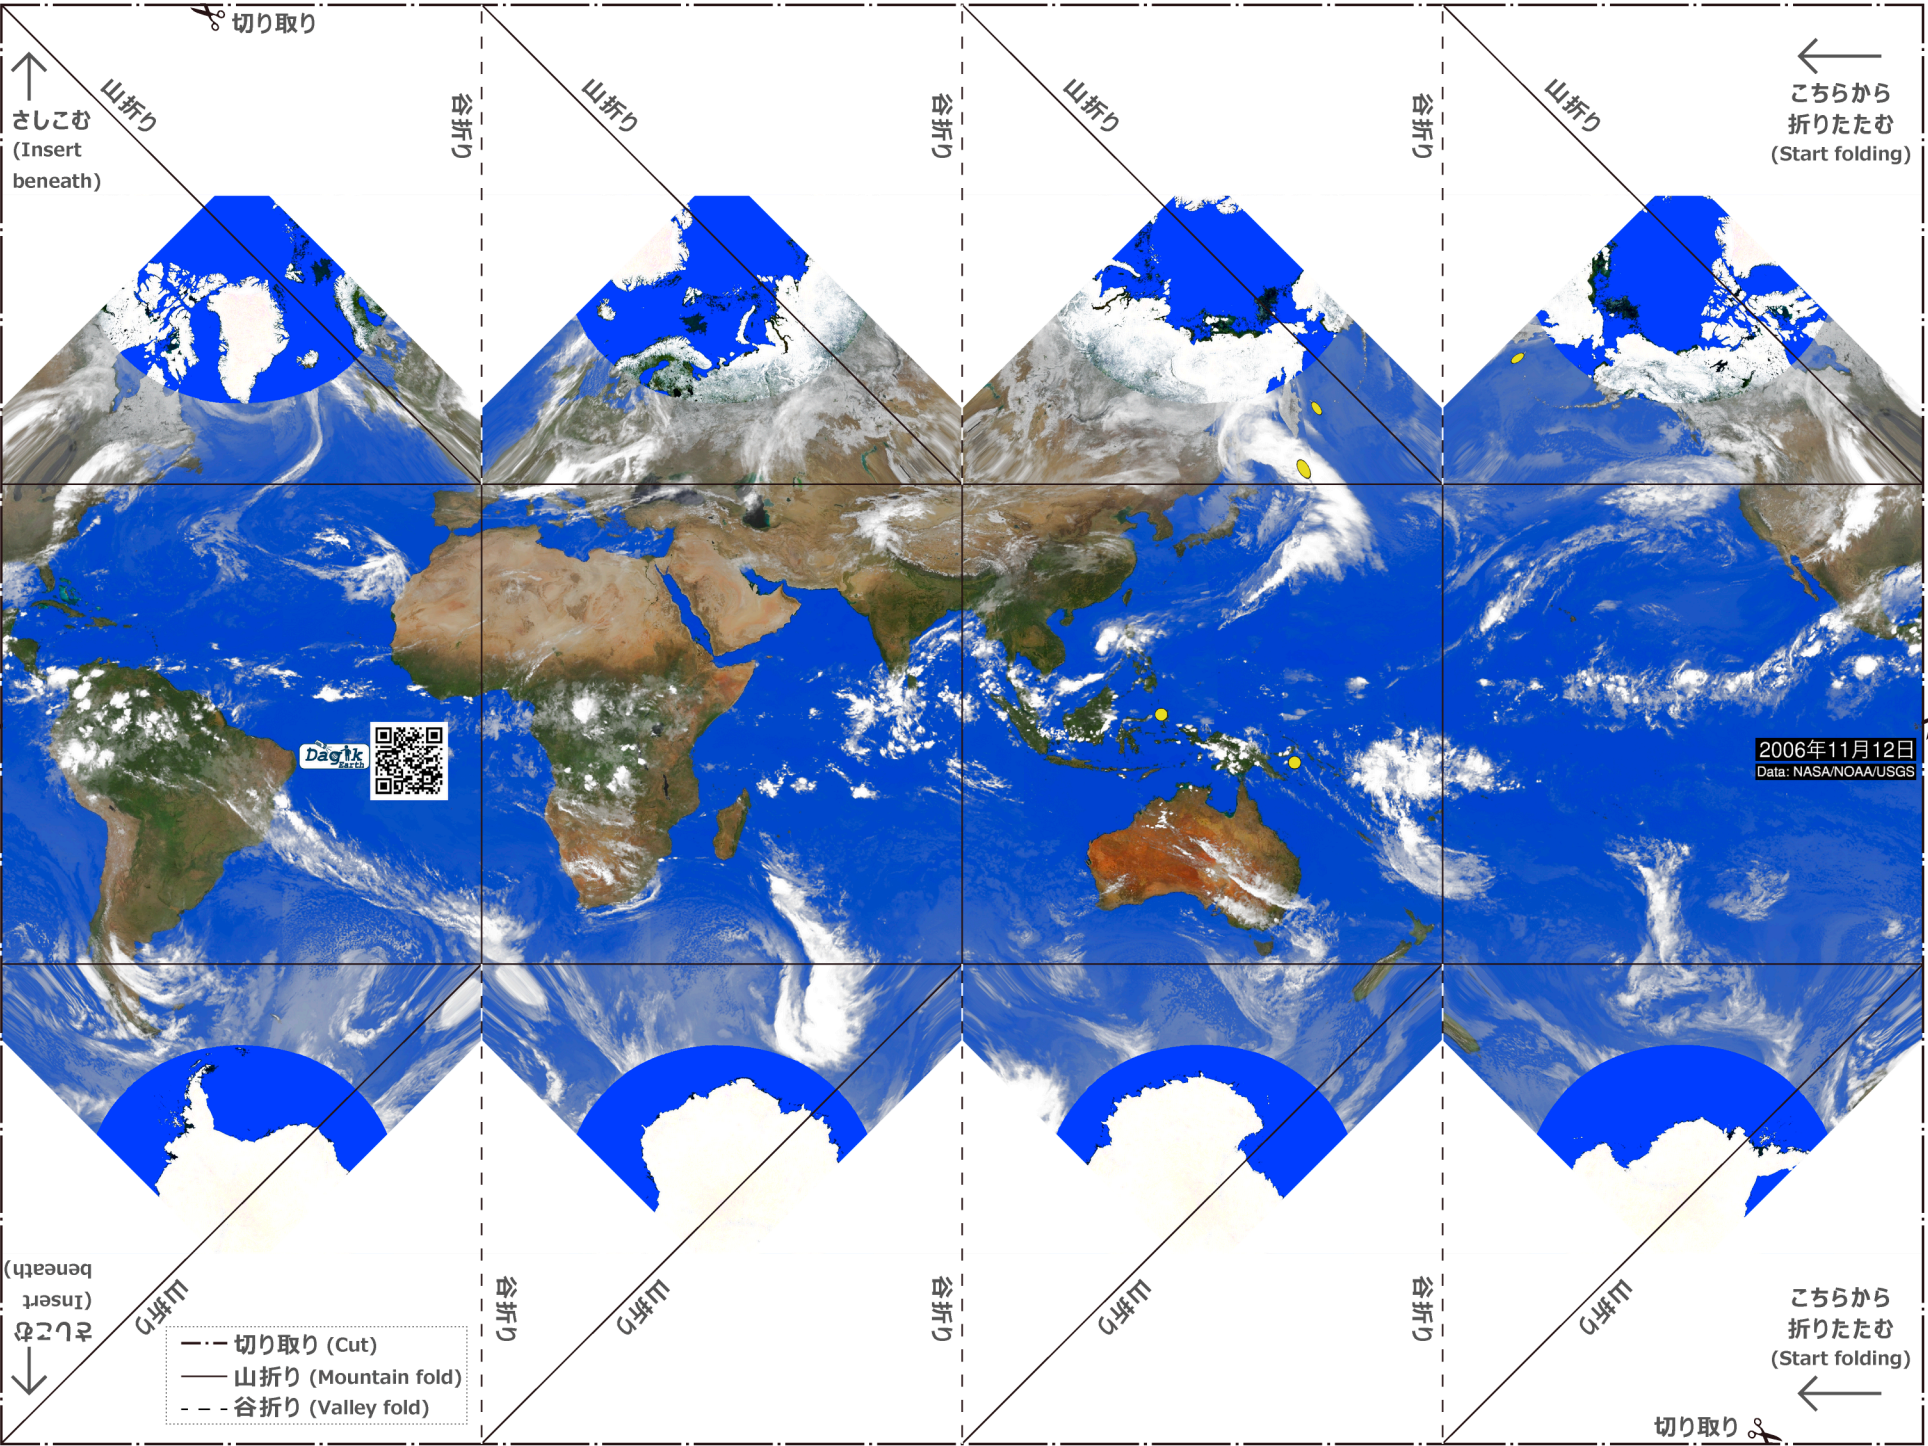 切り取り
山折り
谷折り
山折り
谷折り
山折り
谷折り
山折り
さしこむ
(Insert
beneath)
こちらから
折りたたむ
(Start folding)
Dagik
Earth
2006年11月12日
Data: NASA/NOAA/USGS
さしこむ
(Insert
beneath)
山折り
谷折り
山折り
谷折り
山折り
谷折り
山折り
こちらから
折りたたむ
(Start folding)
切り取り (Cut)
山折り (Mountain fold)
谷折り (Valley fold)
切り取り